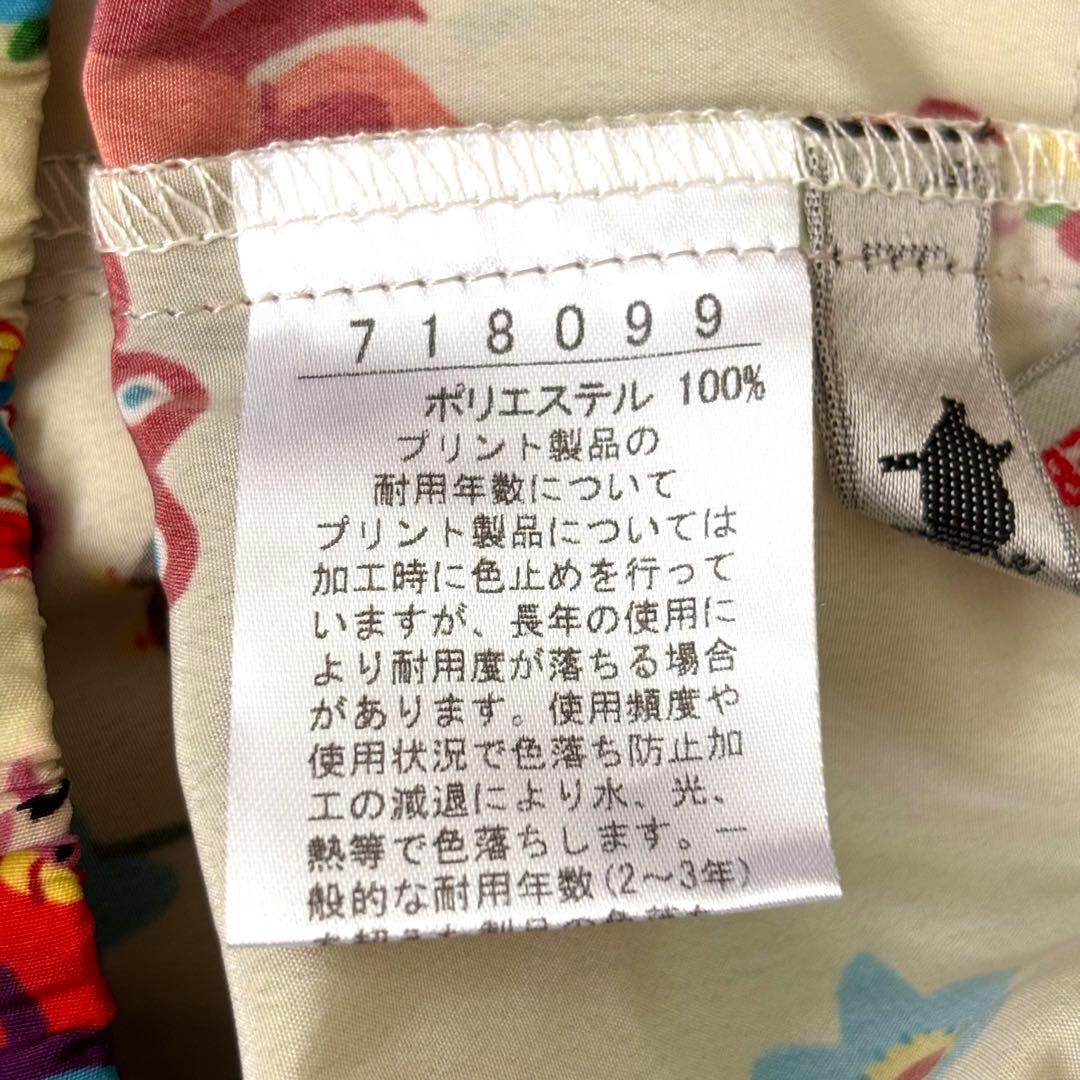 718099
ポリエステル 100%
プリント製品の
耐用年数について
プリント製品については
加工時に色止めを行って
いますが、長年の使用に
より耐用度が落ちる場合
があります。使用頻度や
使用状況で色落ち防止加
工の減退により水、光、
熱等で色落ちします。一
般的な耐用年数(2〜3年)